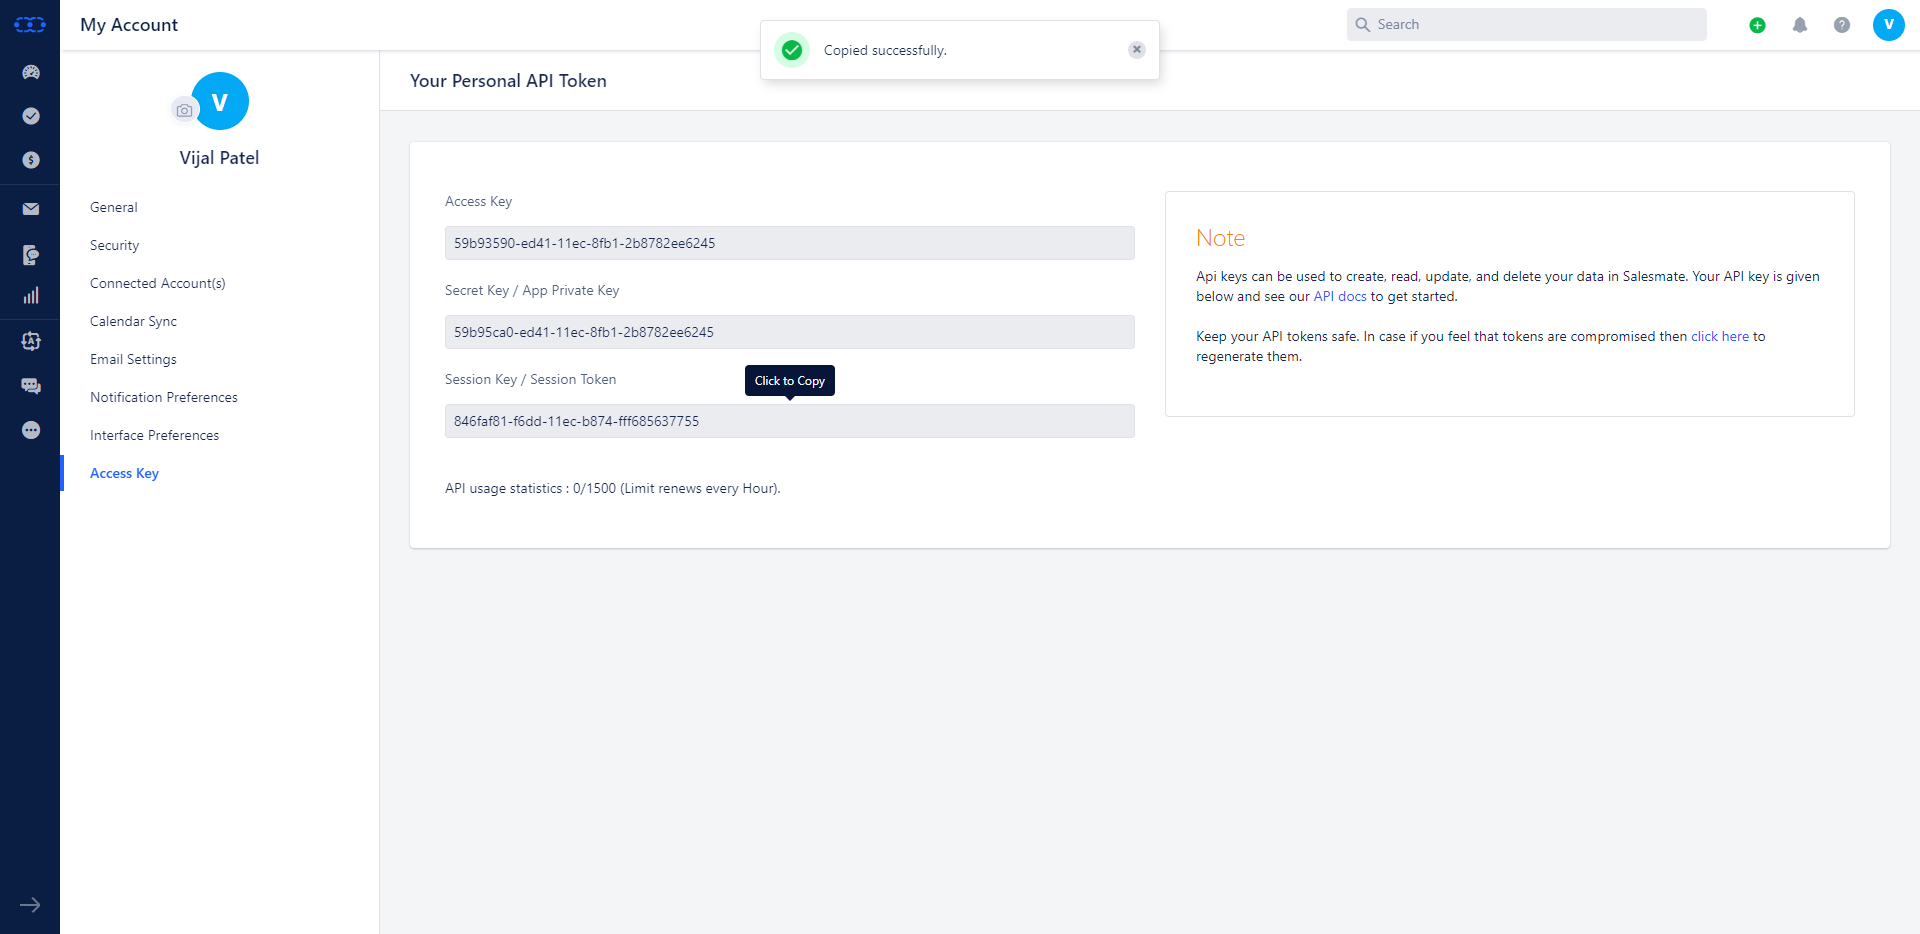 My Account
Copied successfully.
Search
V
V
Vijal Patel
General
Security
Connected Account(s)
Calendar Sync
Email Settings
Notification Preferences
Interface Preferences
Access Key
Your Personal API Token
Access Key
59b93590-ed41-11ec-8fb1-2b8782ee6245
Secret Key / App Private Key
59b95ca0-ed41-11ec-8fb1-2b8782ee6245
Session Key / Session Token
Click to Copy
846faf81-f6dd-11ec-b874-fff685637755
API usage statistics : 0/1500 (Limit renews every Hour).
Note
Api keys can be used to create, read, update, and delete your data in Salesmate. Your API key is given
below and see our API docs to get started.
Keep your API tokens safe. In case if you feel that tokens are compromised then click here to
regenerate them.